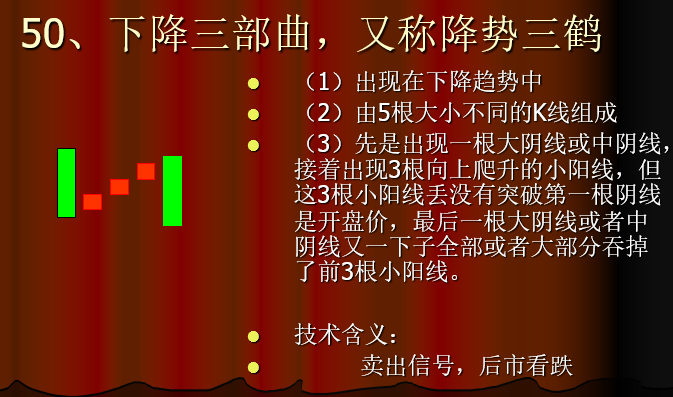 50、下降三部曲，又称降势三鹤
（1）出现在下降趋势中
（2）由5根大小不同的K线组成
（3）先是出现一根大阴线或中阴线，
接着出现3根向上爬升的小阳线，但
这3根小阳线丢没有突破第一根阴线
是开盘价，最后一根大阴线或者中
阴线又一下子全部或者大部分吞掉
了前3根小阳线。
技术含义：
卖出信号，后市看跌